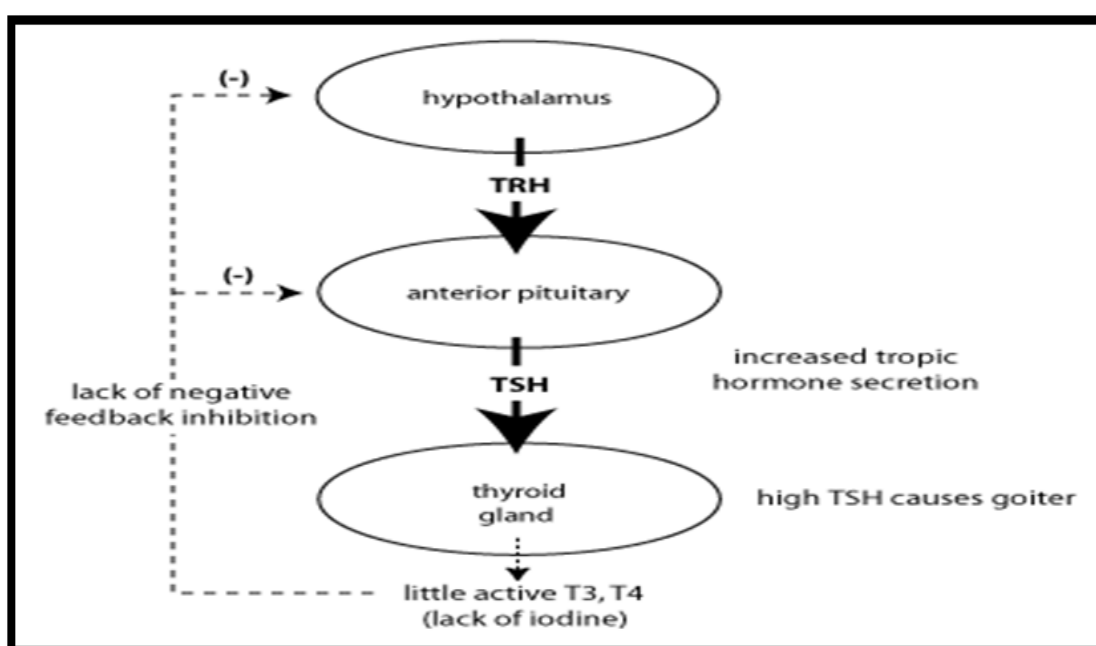 (-)
hypothalamus
TRH
(-)
anterior pituitary
increased tropic
hormone secretion
TSH
lack of negative
feedback inhibition
thyroid
gland
high TSH causes goiter
little active T3, T4
(lack of iodine)